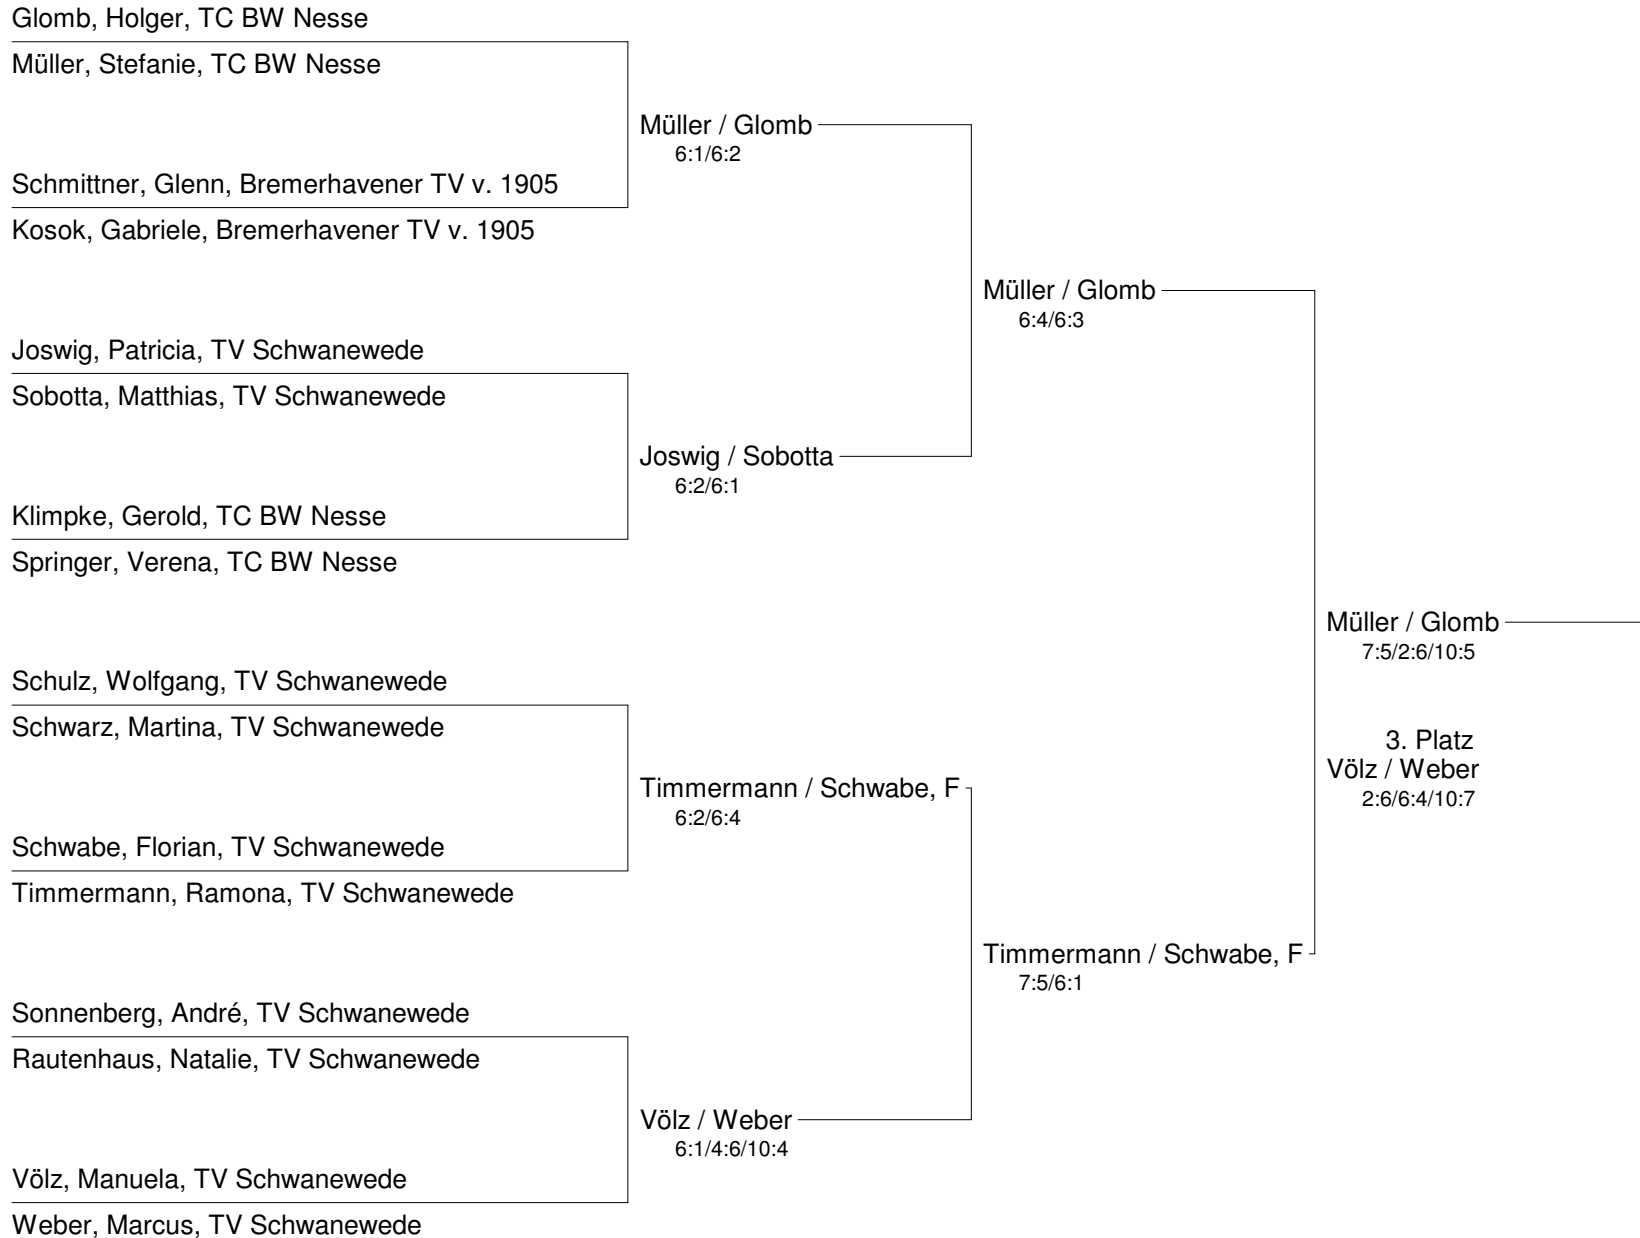 Glomb, Holger, TC BW Nesse
Müller, Stefanie, TC BW Nesse
Müller / Glomb
6:1/6:2
Schmittner, Glenn, Bremerhavener TV v. 1905
Kosok, Gabriele, Bremerhavener TV v. 1905
Müller / Glomb
6:4/6:3
Joswig, Patricia, TV Schwanewede
Sobotta, Matthias, TV Schwanewede
Joswig / Sobotta
6:2/6:1
Klimpke, Gerold, TC BW Nesse
Springer, Verena, TC BW Nesse
Müller / Glomb
7:5/2:6/10:5
Schulz, Wolfgang, TV Schwanewede
Schwarz, Martina, TV Schwanewede
3. Platz
Völz / Weber
2:6/6:4/10:7
Timmermann / Schwabe, F
6:2/6:4
Schwabe, Florian, TV Schwanewede
Timmermann, Ramona, TV Schwanewede
Timmermann / Schwabe, F
7:5/6:1
Sonnenberg, André, TV Schwanewede
Rautenhaus, Natalie, TV Schwanewede
Völz / Weber
6:1/4:6/10:4
Völz, Manuela, TV Schwanewede
Weber, Marcus, TV Schwanewede